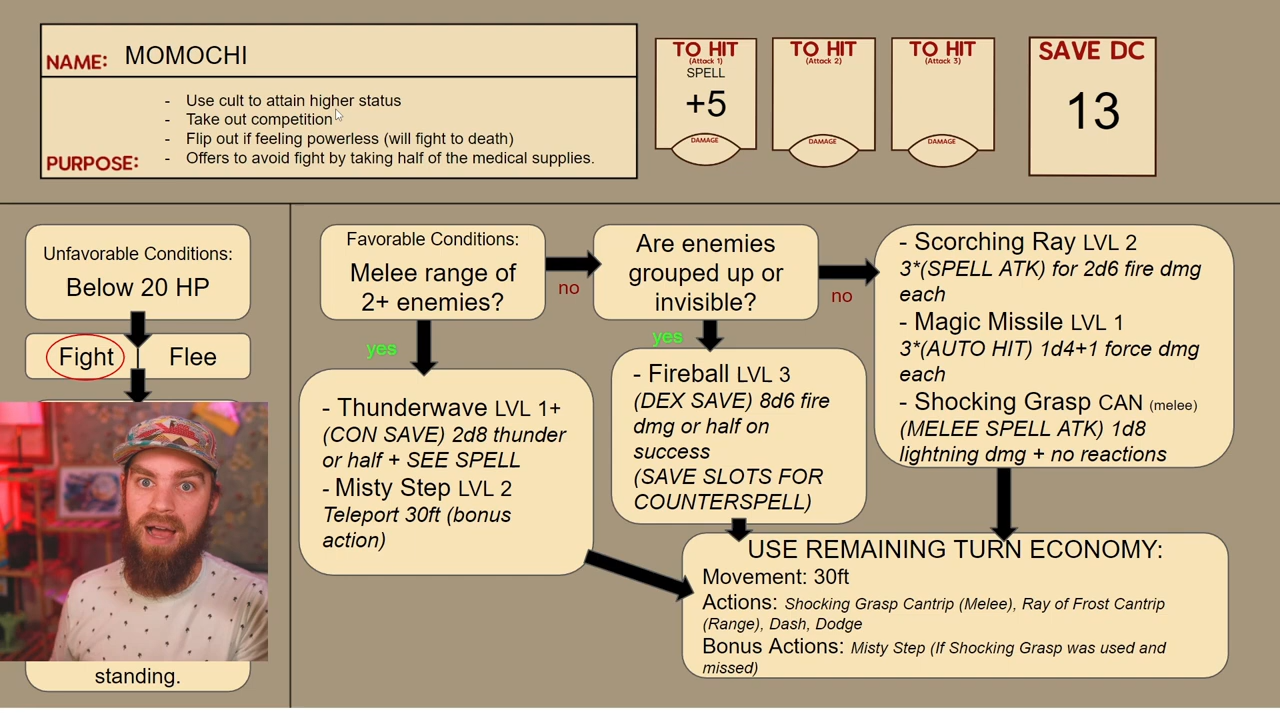 NAME: MOMOCHI
PURPOSE:
- Use cult to attain higher status
- Take out competition
- Flip out if feeling powerless (will fight to death)
- Offers to avoid fight by taking half of the medical supplies.
TO HIT
(Attack 1)
SPELL
+5
DAMAGE
TO HIT
(Attack 2)
DAMAGE
TO HIT
(Attack 3)
DAMAGE
SAVE DC
13
Unfavorable Conditions:
Below 20 HP
Fight
Flee
standing.
Favorable Conditions:
Melee range of
2+ enemies?
no
yes
- Thunderwave LVL 1+
(CON SAVE) 2d8 thunder
or half + SEE SPELL
- Misty Step LVL 2
Teleport 30ft (bonus
action)
Are enemies
grouped up or
invisible?
no
yes
- Fireball LVL 3
(DEX SAVE) 8d6 fire
dmg or half on
success
(SAVE SLOTS FOR
COUNTERSPELL)
- Scorching Ray LVL 2
3*(SPELL ATK) for 2d6 fire dmg
each
- Magic Missile LVL 1
3*(AUTO HIT) 1d4+1 force dmg
each
- Shocking Grasp CAN (melee)
(MELEE SPELL ATK) 1d8
lightning dmg + no reactions
USE REMAINING TURN ECONOMY:
Movement: 30ft
Actions: Shocking Grasp Cantrip (Melee), Ray of Frost Cantrip
(Range), Dash, Dodge
Bonus Actions: Misty Step (If Shocking Grasp was used and
missed)